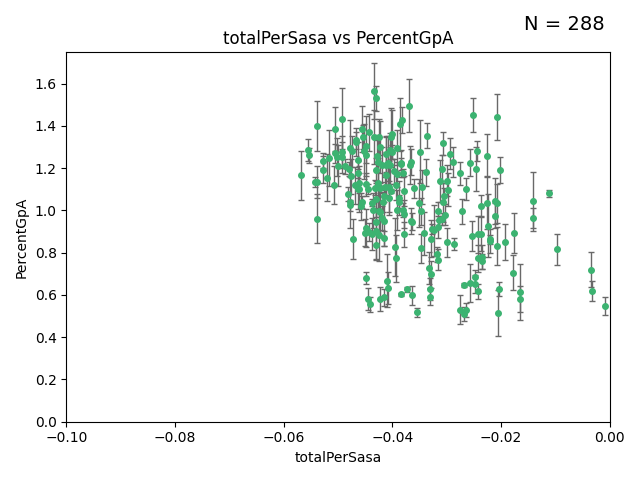 N = 288
totalPerSasa vs PercentGpA
PercentGpA
1.6
1.4
1.2
1.0
0.8
0.6
0.4
0.2
0.0
−0.10 −0.08 −0.06 −0.04 −0.02 0.00
totalPerSasa